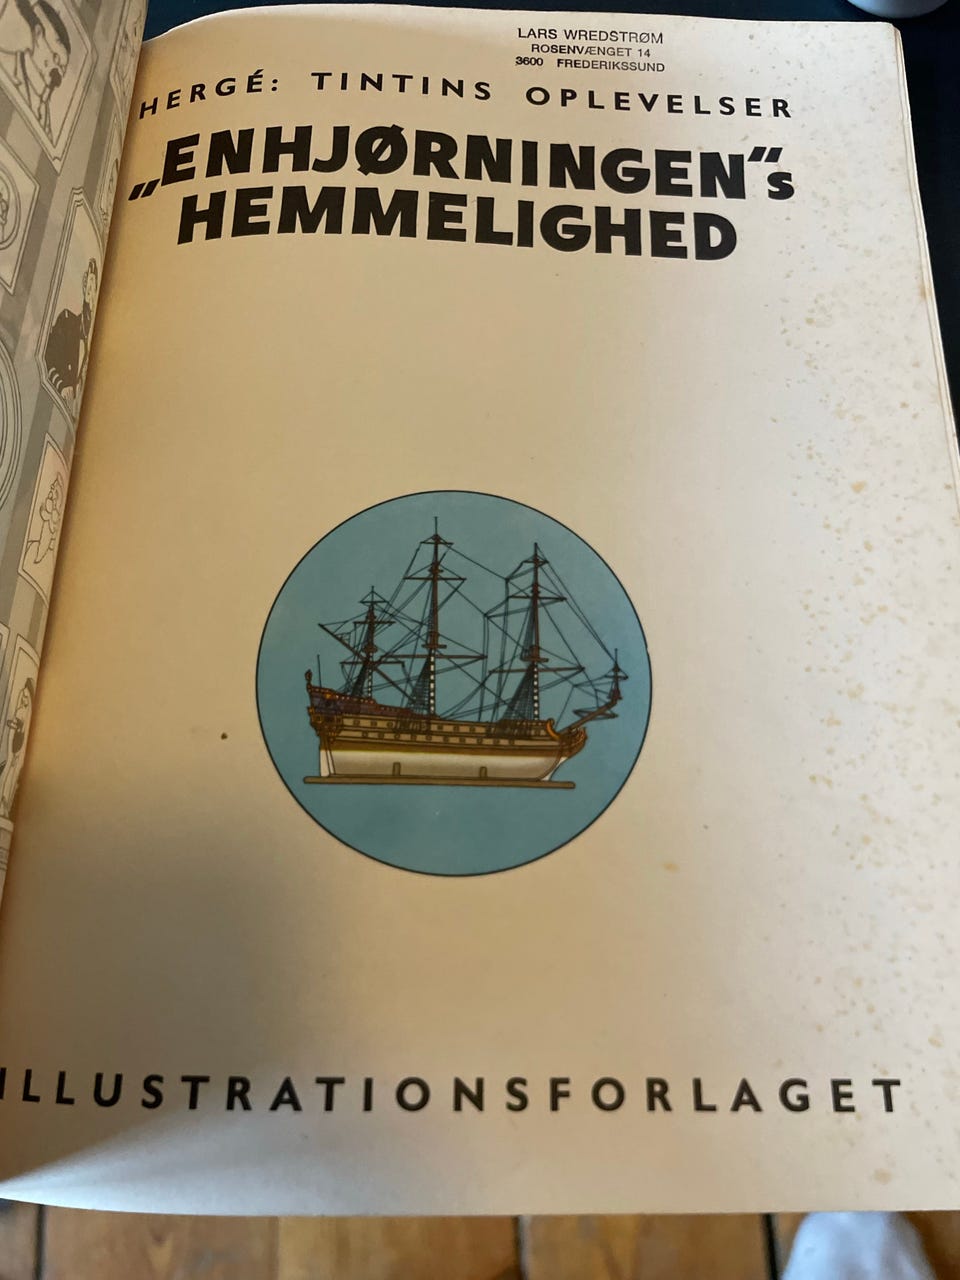 LARS WREDSTRØM
ROSENVÆNGET 14
3600 FREDERIKSSUND
HERGÉ: TINTINS OPLEVELSER
„ENHJØRNINGEN“s
HEMMELIGHED
ILLUSTRATIONSFORLAGET